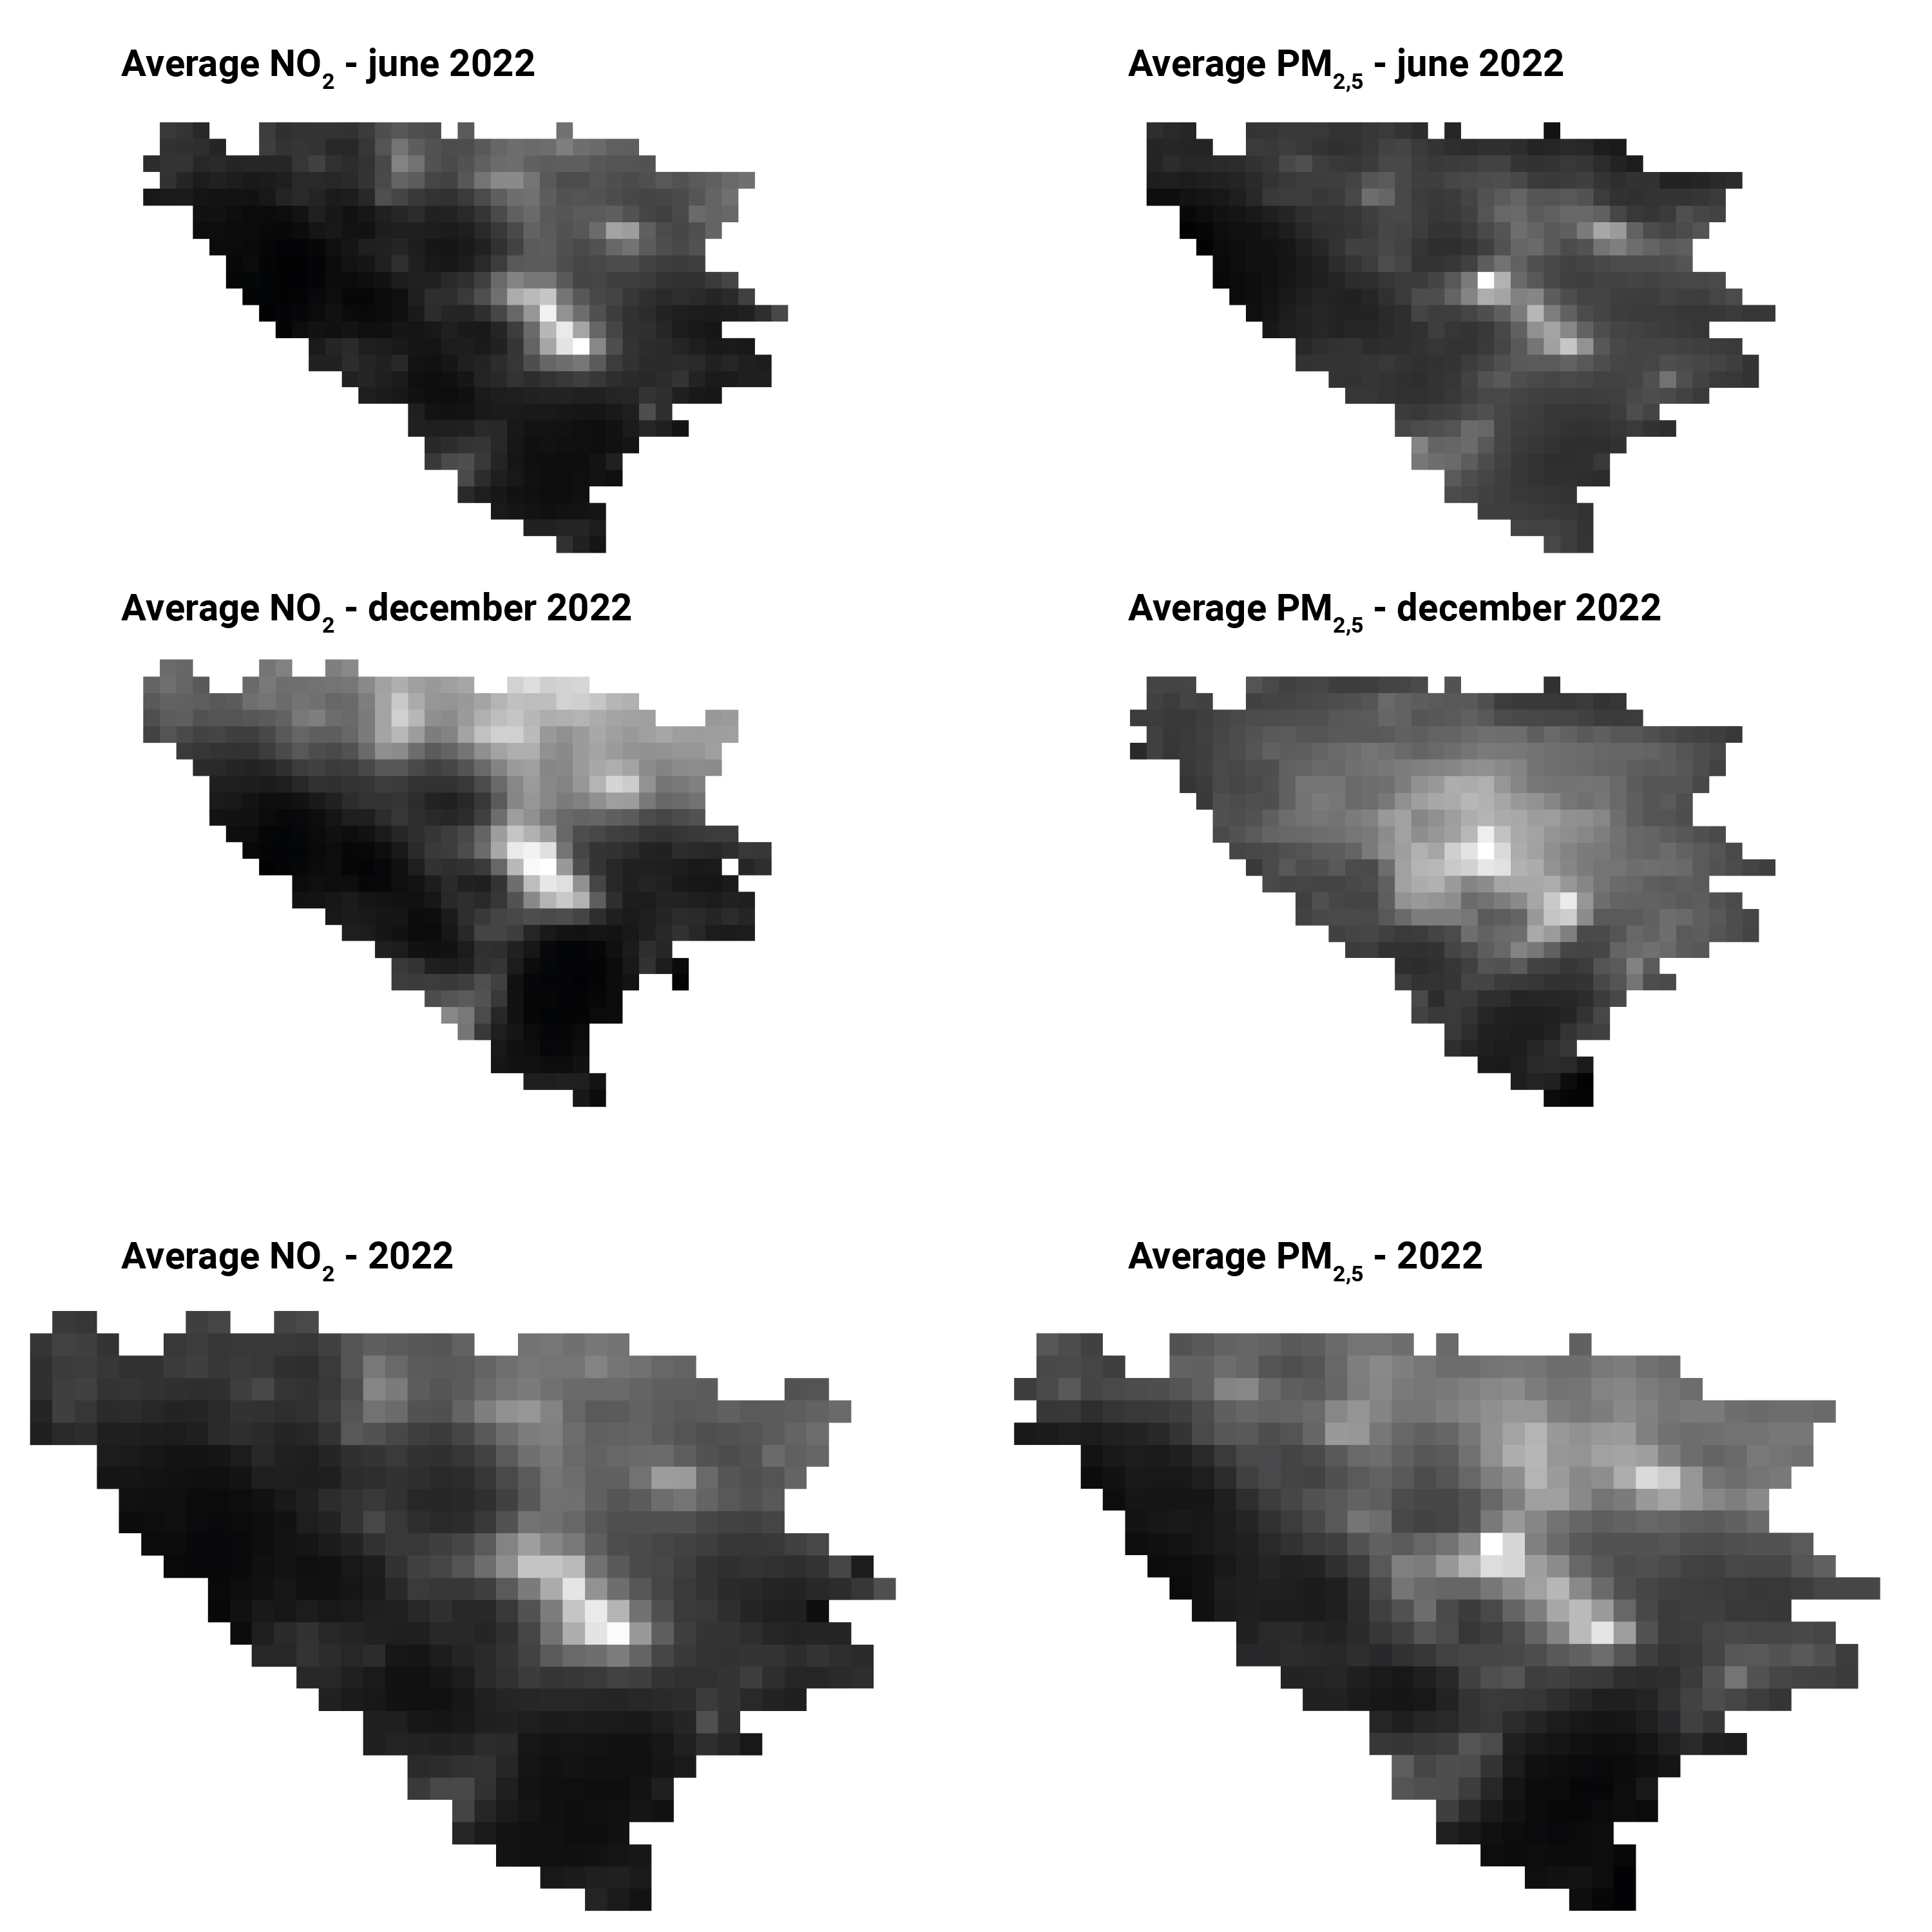 Average NO₂ - june 2022
Average PM₂,₅ - june 2022
Average NO₂ - december 2022
Average PM₂,₅ - december 2022
Average NO₂ - 2022
Average PM₂,₅ - 2022